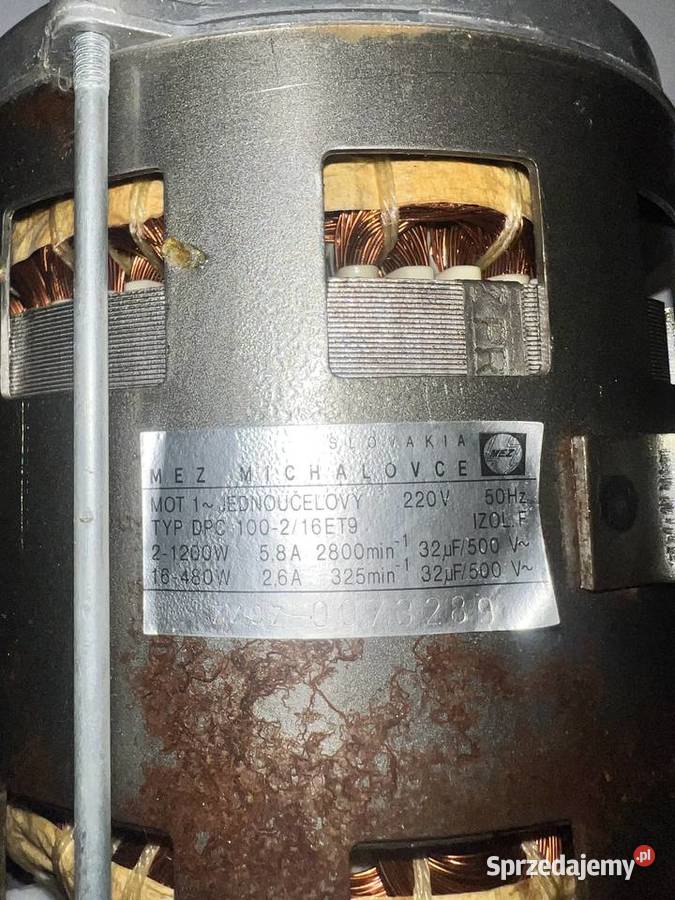 SLOVAKIA
MEZ
MEZ MICHALOVCE
MOT 1~ JEDNOUČELOVÝ 220V 50Hz
TYP DPC 100-2/16ET9 IZOL.F
2-1200W 5.8A 2800min⁻¹ 32µF/500 V~
16-480W 2.6A 325min⁻¹ 32µF/500 V~
Sprzedajemy.pl